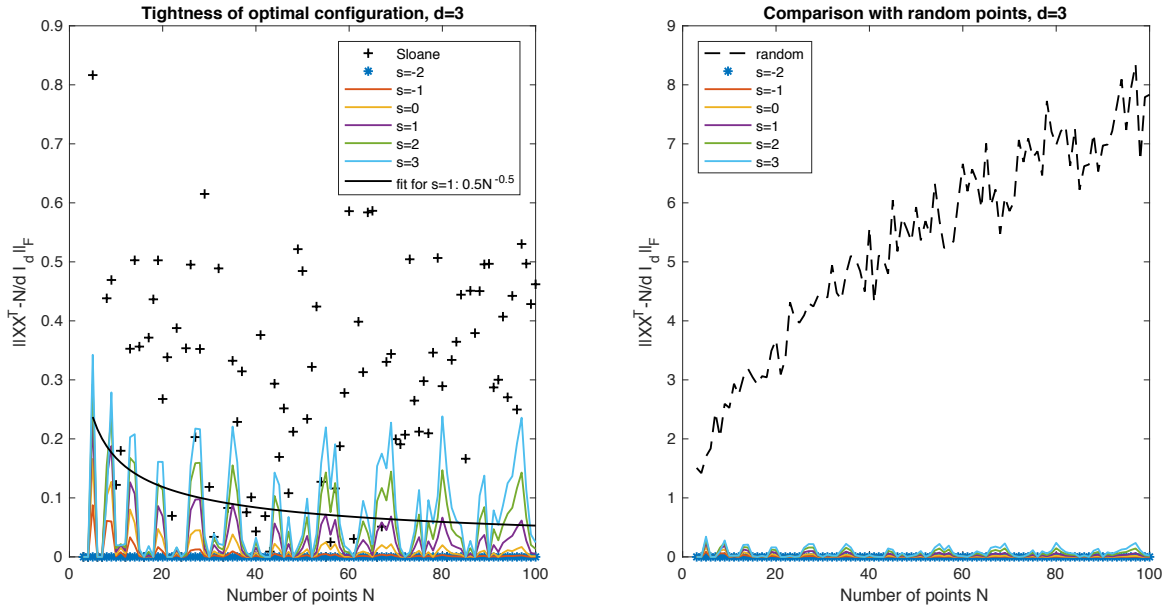 Tightness of optimal configuration, d=3
0.9
0.8
0.7
0.6
0.5
0.4
0.3
0.2
0.1
0
||XX^T-N/d I_d||_F
Sloane
s=-2
s=-1
s=0
s=1
s=2
s=3
fit for s=1: 0.5N^-0.5
0 20 40 60 80 100
Number of points N
Comparison with random points, d=3
9
8
7
6
5
4
3
2
1
0
||XX^T-N/d I_d||_F
random
s=-2
s=-1
s=0
s=1
s=2
s=3
0 20 40 60 80 100
Number of points N